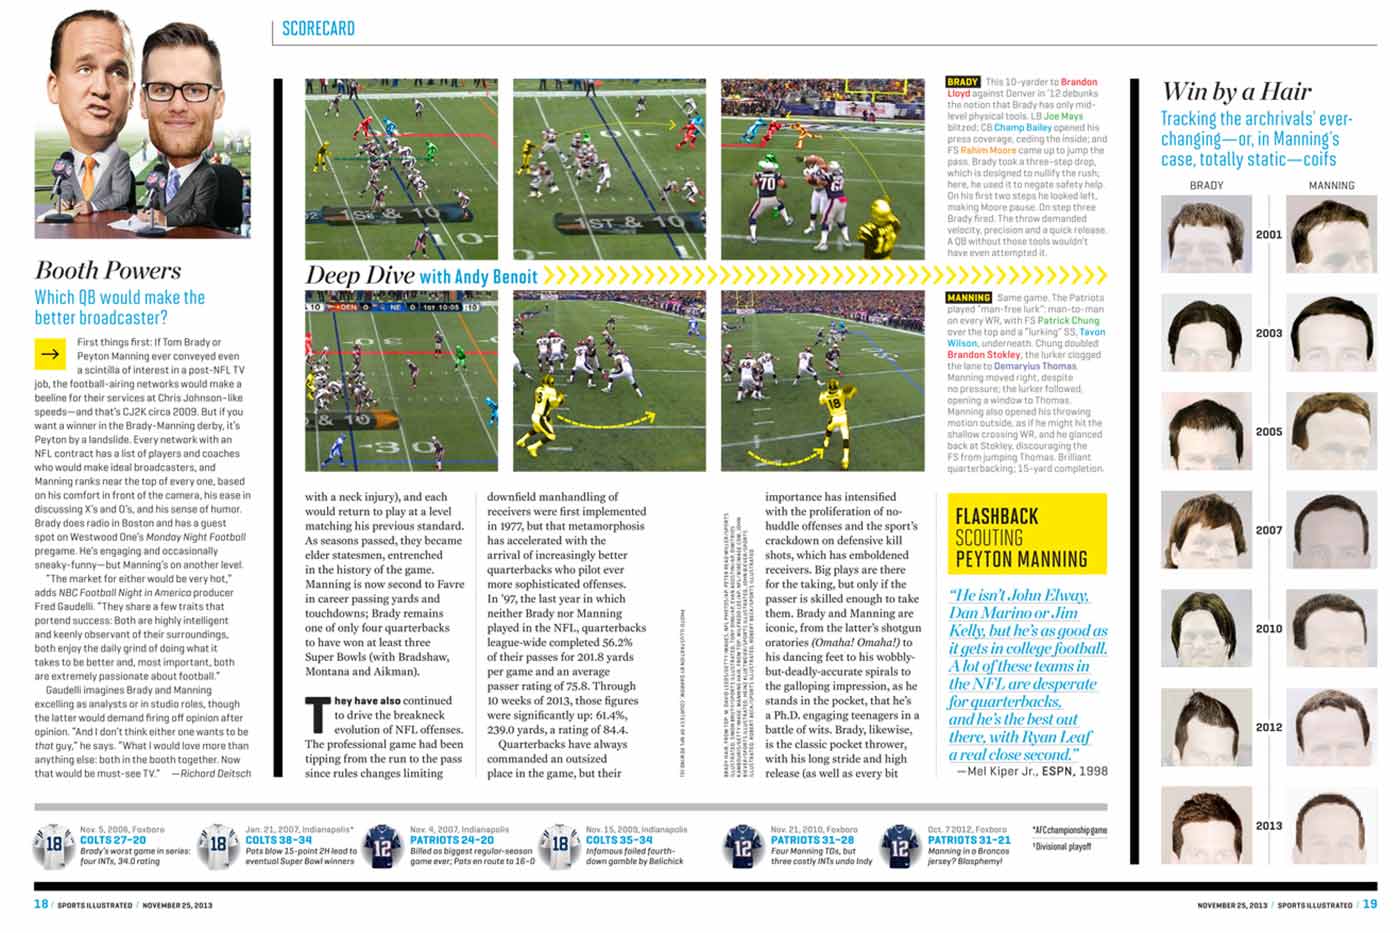 SCORECARD
Booth Powers
Which QB would make the
better broadcaster?
First things first: If Tom Brady or
Peyton Manning ever conveyed even
a scintilla of interest in a post-NFL TV
job, the football-airing networks would make a
beeline for their services at Chris Johnson-like
speeds—and that's CJ2K circa 2009. But if you
want a winner in the Brady-Manning derby, it's
Peyton by a landslide. Every network with an
NFL contract has a list of players and coaches
who would make ideal broadcasters, and
Manning ranks near the top of every one, based
on his comfort in front of the camera, his ease in
discussing X's and O's, and his sense of humor.
Brady does radio in Boston and has a guest
spot on Westwood One's Monday Night Football
pregame. He's engaging and occasionally
sneaky-funny—but Manning's on another level.
"The market for either would be very hot,"
adds NBC Football Night in America producer
Fred Gaudelli. "They share a few traits that
portend success: Both are highly intelligent
and keenly observant of their surroundings,
both enjoy the daily grind of doing what it
takes to be better and, most important, both
are extremely passionate about football."
Gaudelli imagines Brady and Manning
excelling as analysts or in studio roles, though
the latter would demand firing off opinion after
opinion. "And I don't think either one wants to be
that guy," he says. "What I would love more than
anything else: both in the booth together. Now
that would be must-see TV." —Richard Deitsch
1ST & 10
Deep Dive with Andy Benoit
BRADY This 10-yarder to Brandon
Lloyd against Denver in '12 debunks
the notion that Brady has only mid-
level physical tools. LB Joe Mays
blitzed; CB Champ Bailey opened his
press coverage, ceding the inside; and
FS Rahim Moore came up to jump the
pass. Brady took a three-step drop,
which is designed to nullify the rush;
here, he used it to negate safety help.
On his first two steps he looked left,
making Moore pause. On step three
Brady fired. The throw demanded
velocity, precision and a quick release.
A QB without those tools wouldn't
have even attempted it.
MANNING Same game. The Patriots
played "man-free lurk": man-to-man
on every WR, with FS Patrick Chung
over the top and a "lurking" SS, Tavon
Wilson, underneath. Chung doubled
Brandon Stokley; the lurker clogged
the lane to Demaryius Thomas.
Manning moved right, despite
no pressure; the lurker followed,
opening a window to Thomas.
Manning also opened his throwing
motion outside, as if he might hit the
shallow crossing WR, and he glanced
back at Stokley, discouraging the
FS from jumping Thomas. Brilliant
quarterbacking; 15-yard completion.
with a neck injury), and each
would return to play at a level
matching his previous standard.
As seasons passed, they became
elder statesmen, entrenched
in the history of the game.
Manning is now second to Favre
in career passing yards and
touchdowns; Brady remains
one of only four quarterbacks
to have won at least three
Super Bowls (with Bradshaw,
Montana and Aikman).
They have also continued
to drive the breakneck
evolution of NFL offenses.
The professional game had been
tipping from the run to the pass
since rules changes limiting
downfield manhandling of
receivers were first implemented
in 1977, but that metamorphosis
has accelerated with the
arrival of increasingly better
quarterbacks who pilot ever
more sophisticated offenses.
In '97, the last year in which
neither Brady nor Manning
played in the NFL, quarterbacks
league-wide completed 56.2%
of their passes for 201.8 yards
per game and an average
passer rating of 75.8. Through
10 weeks of 2013, those figures
were significantly up: 61.4%,
239.0 yards, a rating of 84.4.
Quarterbacks have always
commanded an outsized
place in the game, but their
importance has intensified
with the proliferation of no-
huddle offenses and the sport's
crackdown on defensive kill
shots, which has emboldened
receivers. Big plays are there
for the taking, but only if the
passer is skilled enough to take
them. Brady and Manning are
iconic, from the latter's shotgun
oratories (Omaha! Omaha!) to
his dancing feet to his wobbly-
but-deadly-accurate spirals to
the galloping impression, as he
stands in the pocket, that he's
a Ph.D. engaging teenagers in a
battle of wits. Brady, likewise,
is the classic pocket thrower,
with his long stride and high
release (as well as every bit
FLASHBACK
SCOUTING
PEYTON MANNING
"He isn't John Elway,
Dan Marino or Jim
Kelly, but he's as good as
it gets in college football.
A lot of these teams in
the NFL are desperate
for quarterbacks,
and he's the best out
there, with Ryan Leaf
a real close second."
—Mel Kiper Jr., ESPN, 1998
Win by a Hair
Tracking the archrivals' ever-
changing—or, in Manning's
case, totally static—coifs
BRADY MANNING
2001
2003
2005
2007
2010
2012
2013
Nov. 5, 2006, Foxboro
COLTS 27–20
Brady's worst game in series:
four INTs, 34.0 rating
Jan. 21, 2007, Indianapolis*
COLTS 38–34
Pats blow 15-point 2H lead to
eventual Super Bowl winners
Nov. 4, 2007, Indianapolis
PATRIOTS 24–20
Billed as biggest regular-season
game ever; Pats en route to 16–0
Nov. 15, 2009, Indianapolis
COLTS 35–34
Infamous failed fourth-
down gamble by Belichick
Nov. 21, 2010, Foxboro
PATRIOTS 31–28
Four Manning TDs, but
three costly INTs undo Indy
Oct. 7 2012, Foxboro
PATRIOTS 31–21
Manning in a Broncos
jersey? Blasphemy!
*AFC championship game
†Divisional playoff
18 / SPORTS ILLUSTRATED / NOVEMBER 25, 2013
NOVEMBER 25, 2013 / SPORTS ILLUSTRATED / 19